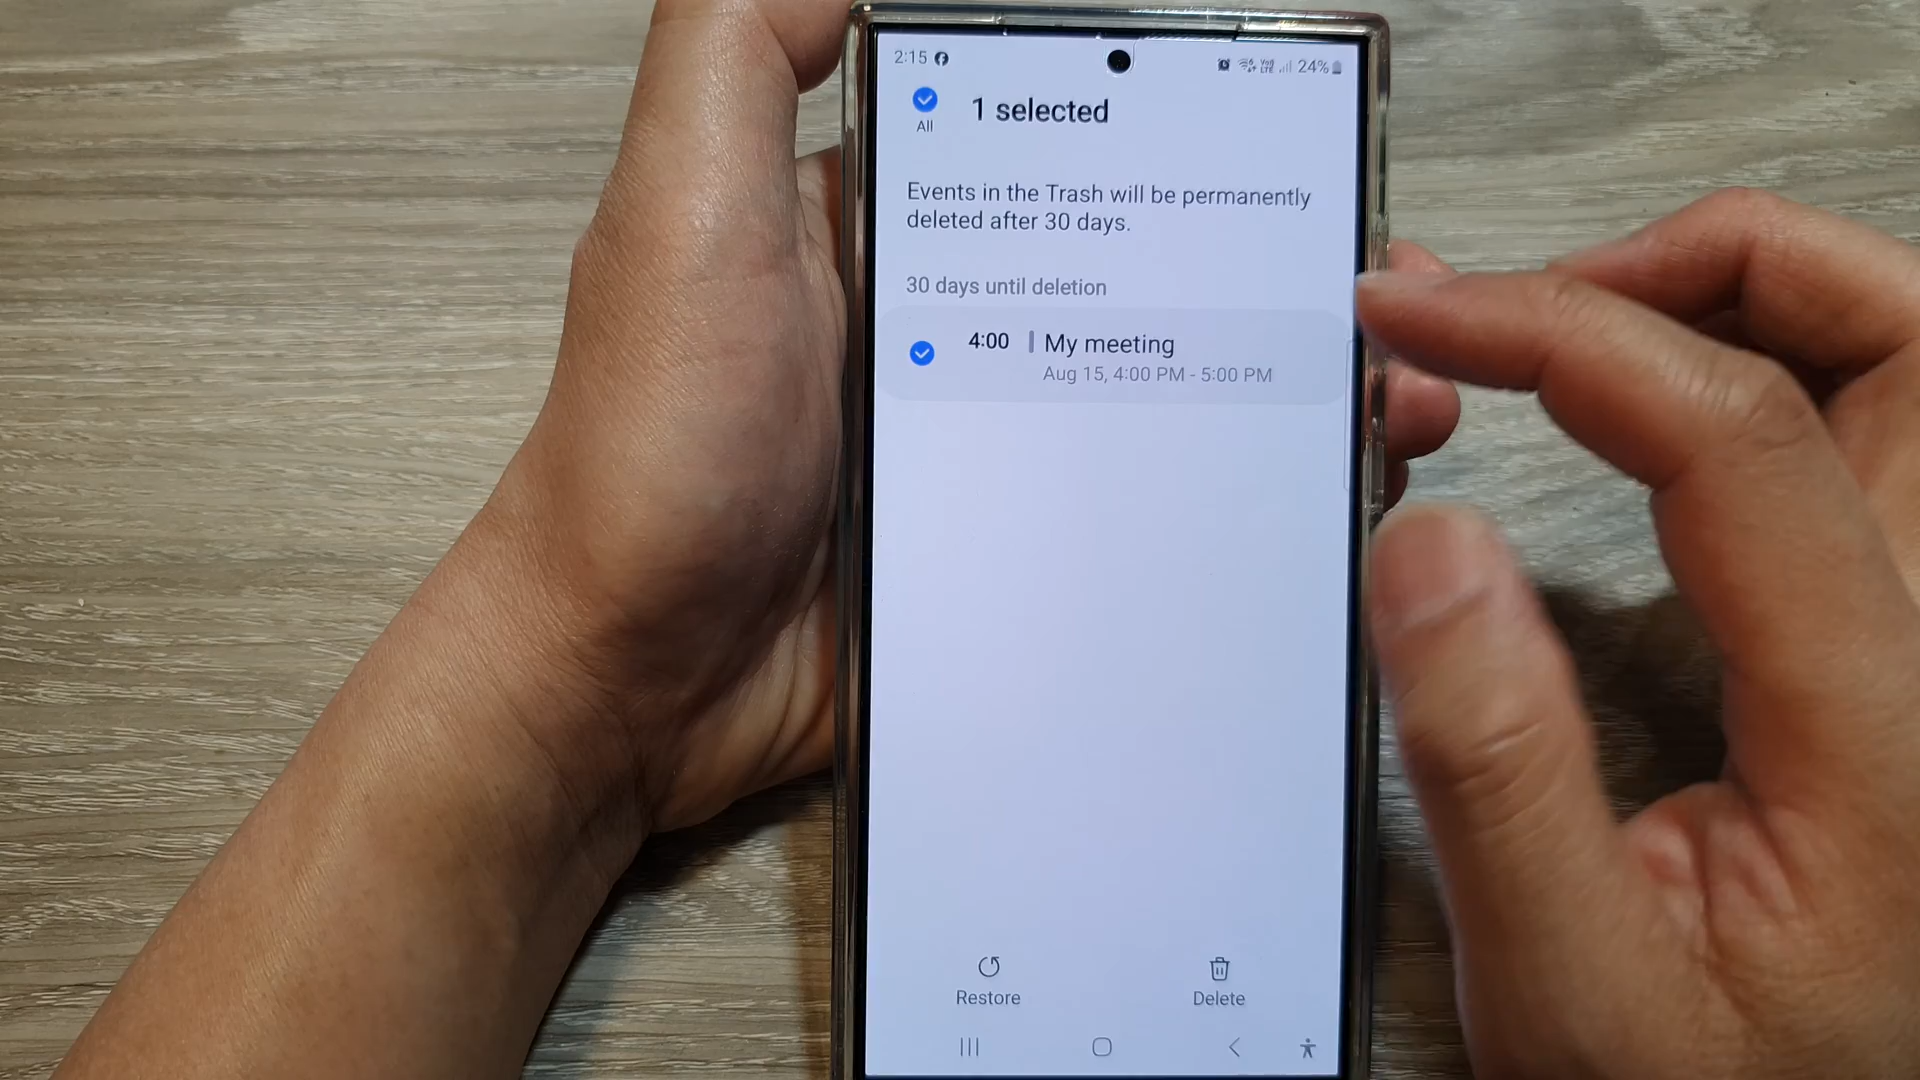 2:15 24%
1 selected
All
Events in the Trash will be permanently
deleted after 30 days.
30 days until deletion
4:00 My meeting
Aug 15, 4:00 PM - 5:00 PM
Restore Delete